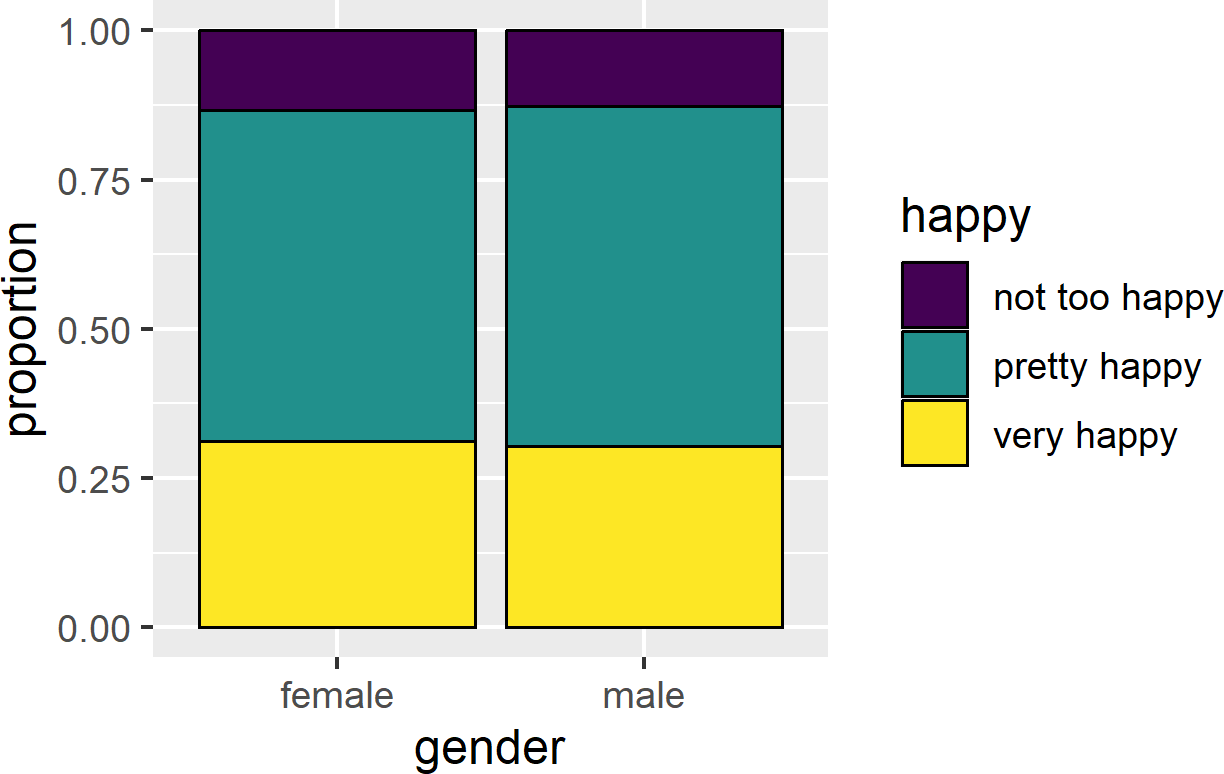 proportion
1.00
0.75
0.50
0.25
0.00
female
male
gender
happy
not too happy
pretty happy
very happy